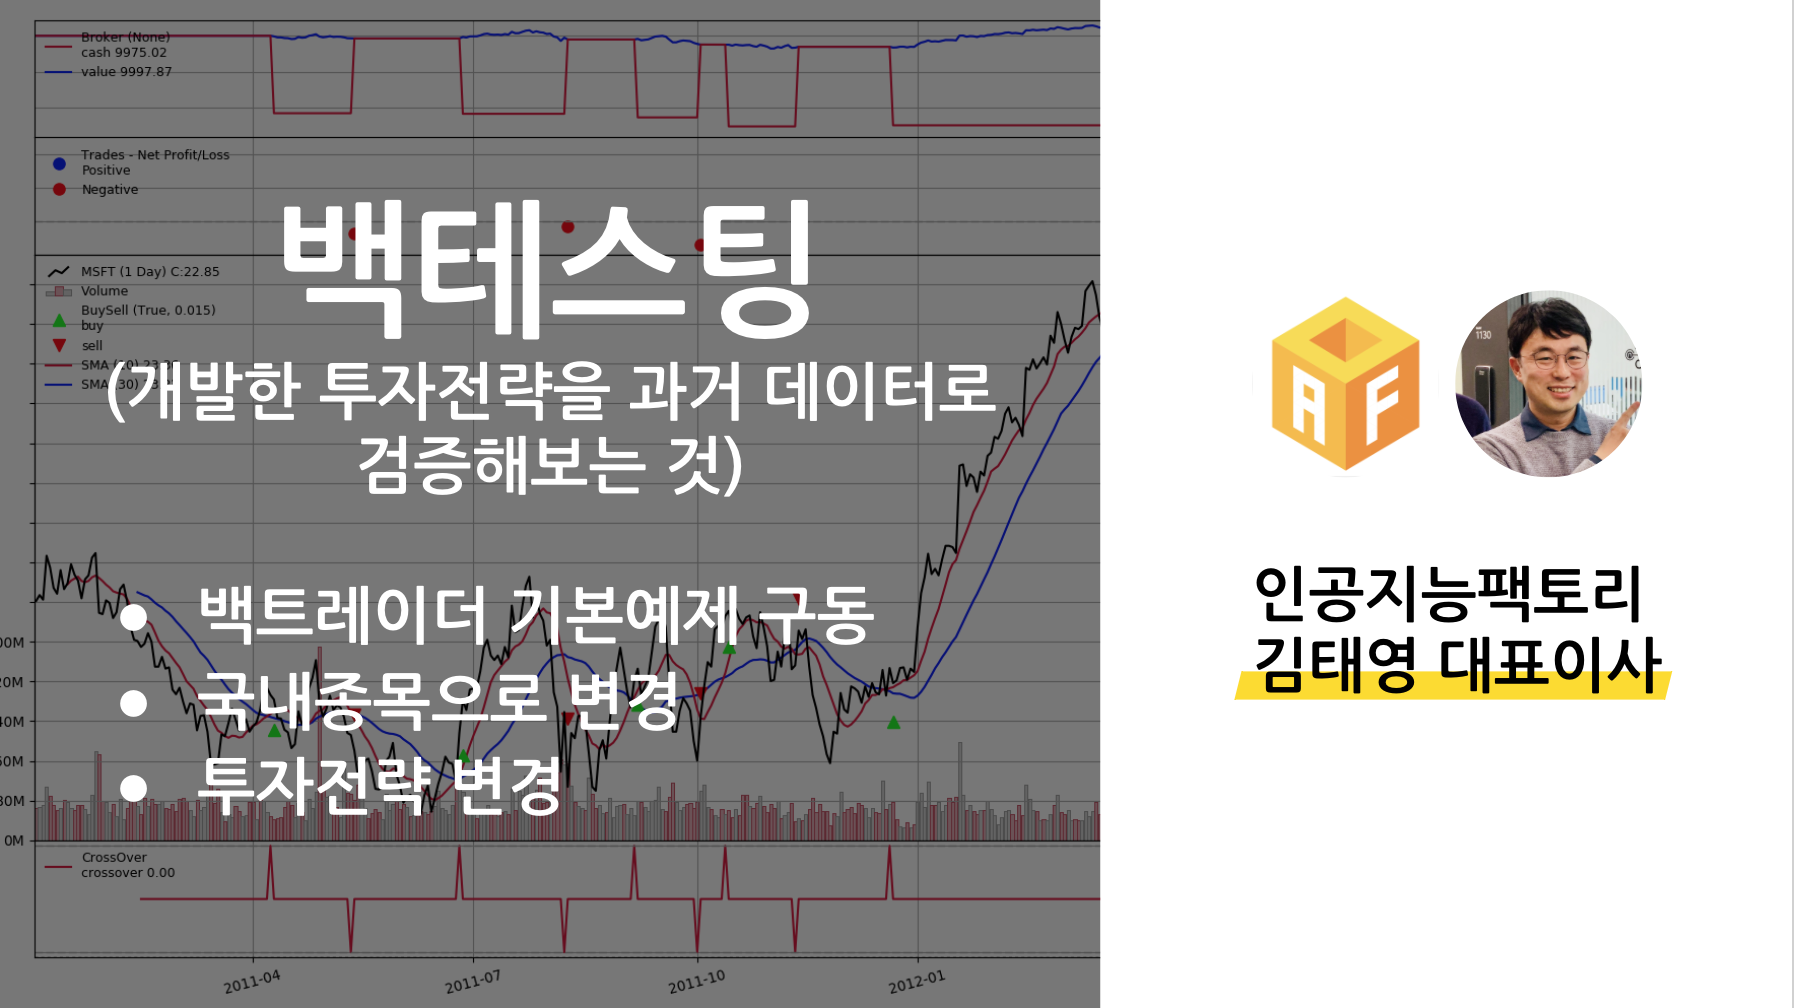 Broker (None)
cash 9975.02
value 9997.87
Trades - Net Profit/Loss
Positive
Negative
백테스팅
MSFT (1 Day) C:22.85
Volume
BuySell (True, 0.015)
buy
sell
SMA (10)
SMA (30)
(개발한 투자전략을 과거 데이터로
검증해보는 것)
● 백트레이더 기본예제 구동
● 국내종목으로 변경
● 투자전략 변경
00M
20M
40M
60M
80M
0M
CrossOver
crossover 0.00
2011-04
2011-07
2011-10
2012-01
A F
1130
인공지능팩토리
김태영 대표이사